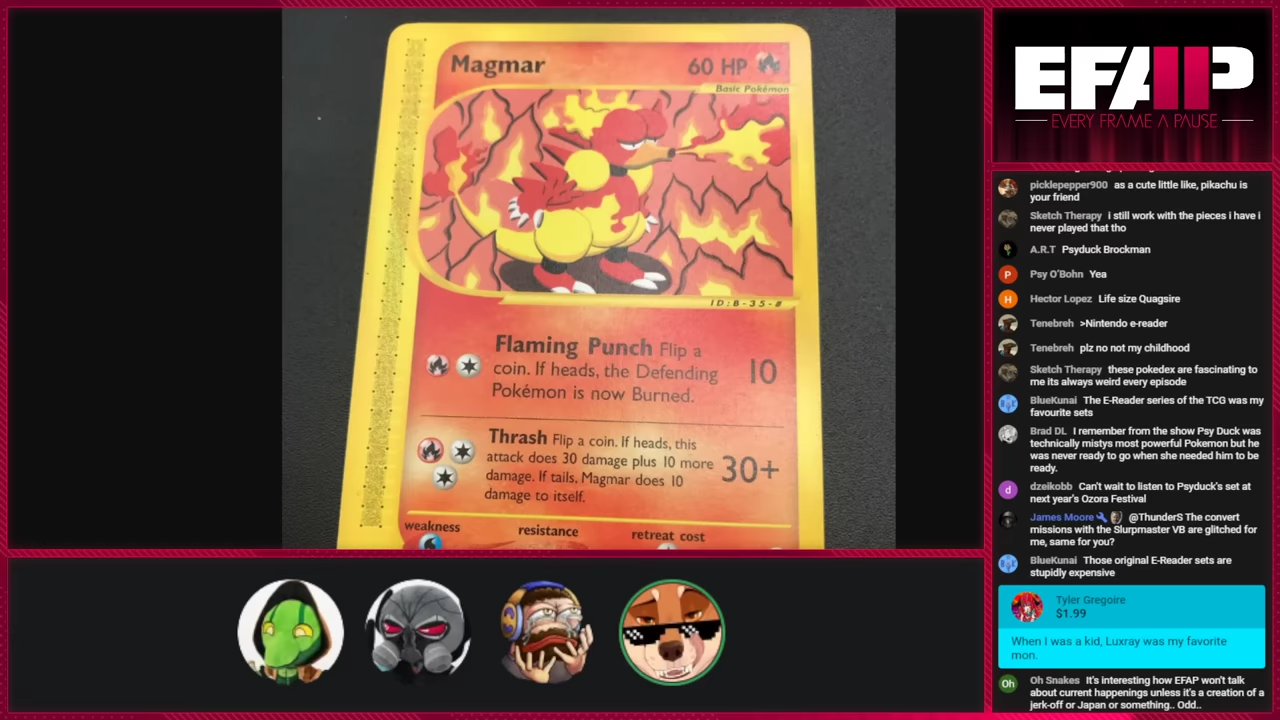 Magmar
60 HP
Basic Pokémon
ID:B-35-#
Flaming Punch Flip a
coin. If heads, the Defending
Pokémon is now Burned.
10
Thrash Flip a coin. If heads, this
attack does 30 damage plus 10 more
damage. If tails, Magmar does 10
damage to itself.
30+
weakness
resistance
retreat cost
EFAP
EVERY FRAME A PAUSE
picklepepper900 as a cute little like, pikachu is
your friend
Sketch Therapy i still work with the pieces i have i
never played that tho
A.R.T Psyduck Brockman
P
Psy O'Bohn Yea
H
Hector Lopez Life size Quagsire
Tenebreh >Nintendo e-reader
Tenebreh plz no not my childhood
Sketch Therapy these pokedex are fascinating to
me its always weird every episode
BlueKunai The E-Reader series of the TCG was my
favourite sets
Brad DL I remember from the show Psy Duck was
technically mistys most powerful Pokemon but he
was never ready to go when she needed him to be
ready.
d
dzeikobb Can't wait to listen to Psyduck's set at
next year's Ozora Festival
James Moore @ThunderS The convert
missions with the Slurpmaster VB are glitched for
me, same for you?
BlueKunai Those original E-Reader sets are
stupidly expensive
Tyler Gregoire
$1.99
When I was a kid, Luxray was my favorite
mon.
Oh
Oh Snakes It's interesting how EFAP won't talk
about current happenings unless it's a creation of a
jerk-off or Japan or something.. Odd..